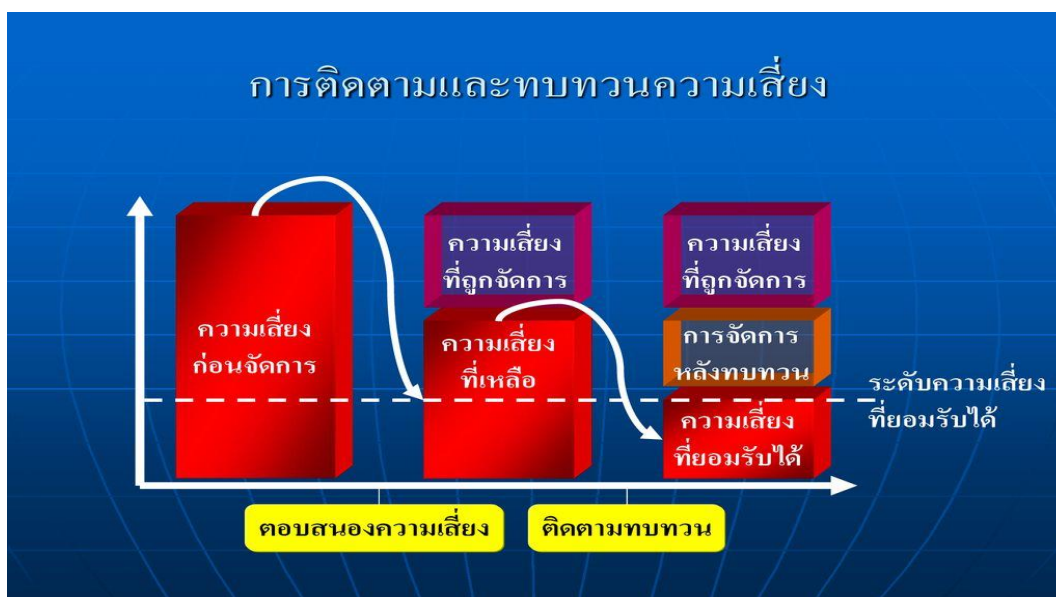 การติดตามและทบทวนความเสี่ยง
ความเสี่ยง
ก่อนจัดการ
ความเสี่ยง
ที่ถูกจัดการ
ความเสี่ยง
ที่เหลือ
ความเสี่ยง
ที่ถูกจัดการ
การจัดการ
หลังทบทวน
ความเสี่ยง
ที่ยอมรับได้
ระดับความเสี่ยง
ที่ยอมรับได้
ตอบสนองความเสี่ยง
ติดตามทบทวน